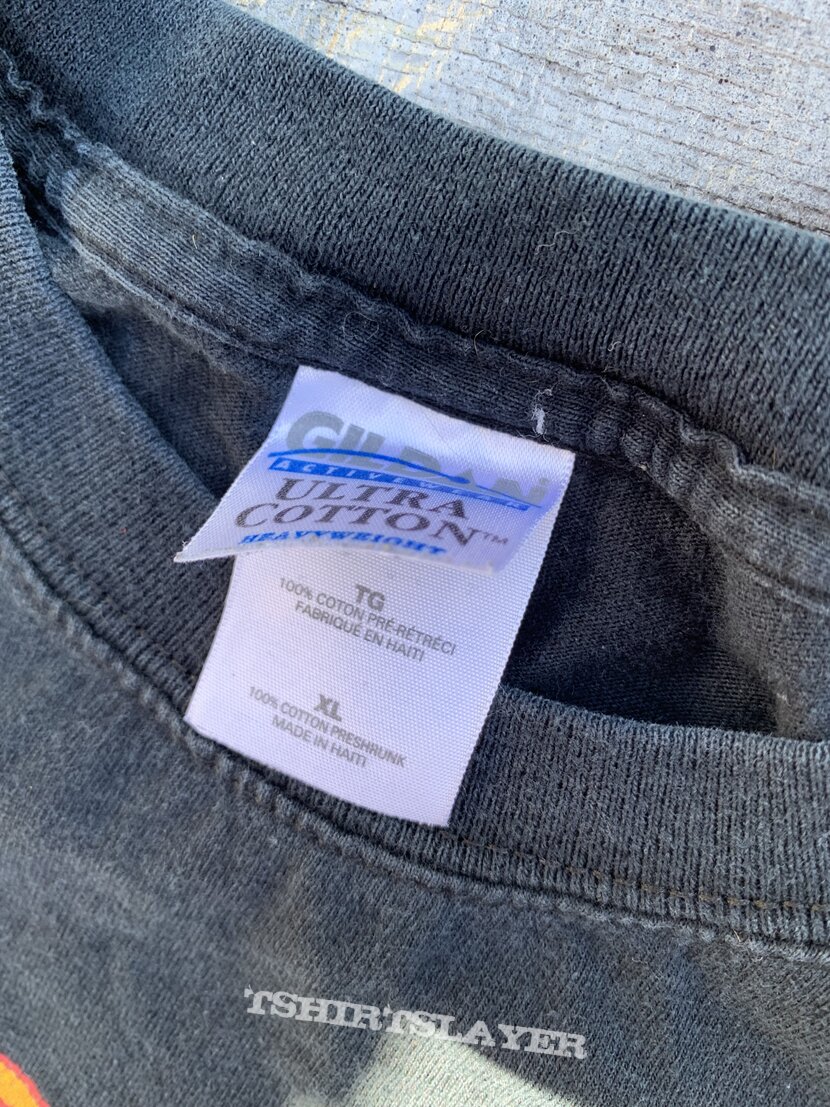 GILDAN
ACTIVEWEAR
ULTRA
COTTON™
HEAVYWEIGHT
TG
100% COTON PRÉ-RÉTRÉCI
FABRIQUÉ EN HAITI
XL
100% COTTON PRESHRUNK
MADE IN HAITI
TSHIRTSLAYER